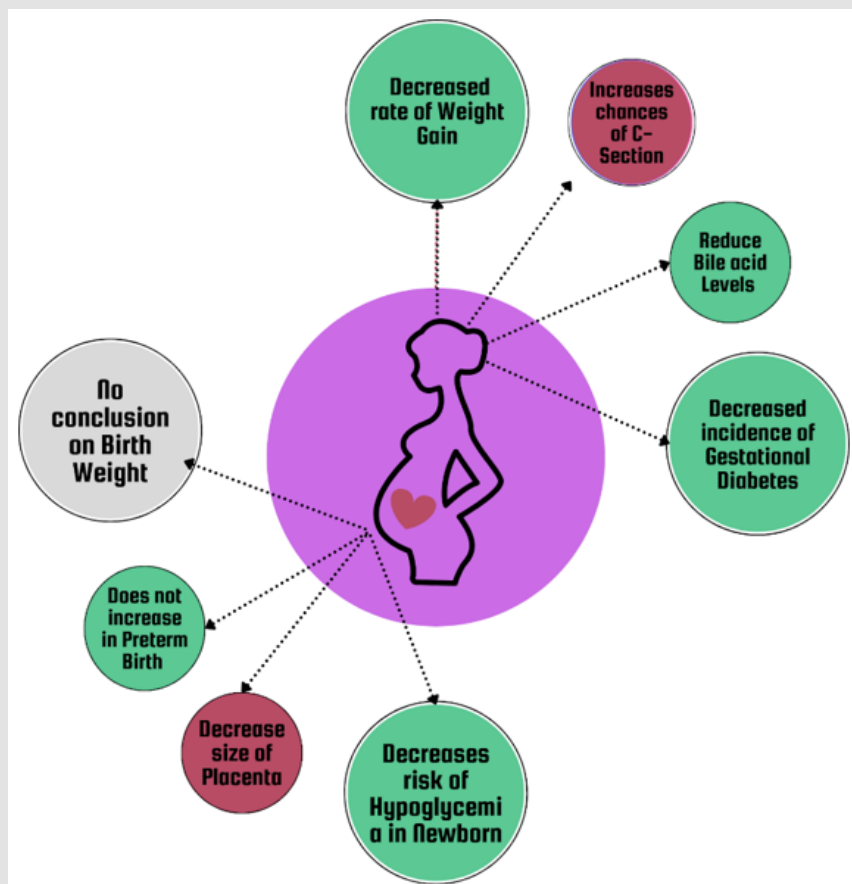 Decreased
rate of Weight
Gain
Increases
chances
of C-
Section
Reduce
Bile acid
Levels
Decreased
incidence of
Gestational
Diabetes
No
conclusion
on Birth
Weight
Does not
increase
in Preterm
Birth
Decrease
size of
Placenta
Decreases
risk of
Hypoglycemi
a in Newborn